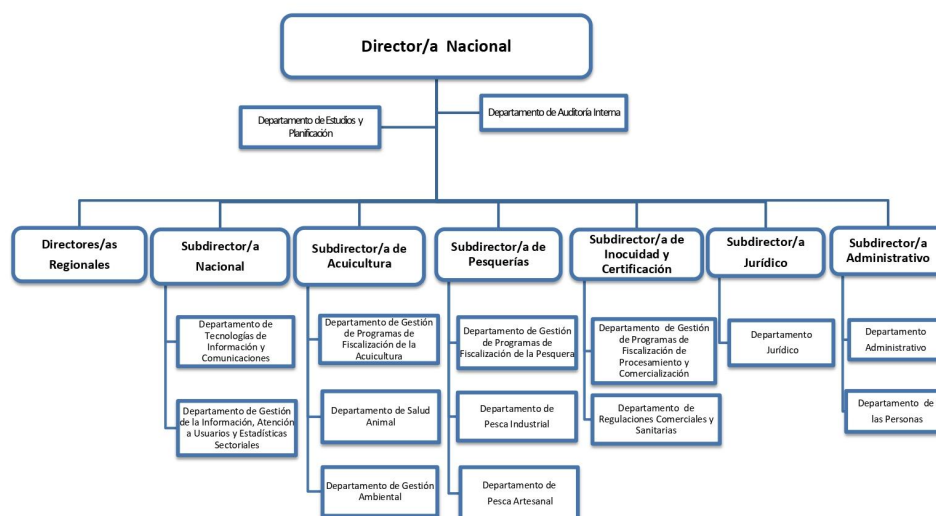 Director/a Nacional
Departamento de Estudios y
Planificación
Departamento de Auditoría Interna
Directores/as
Regionales
Subdirector/a
Nacional
Subdirector/a de
Acuicultura
Subdirector/a de
Pesquerías
Subdirector/a de
Inocuidad y
Certificación
Subdirector/a
Jurídico
Subdirector/a
Administrativo
Departamento de
Tecnologías de
Información y
Comunicaciones
Departamento de Gestión
de la Información, Atención
a Usuarios y Estadísticas
Sectoriales
Departamento de Gestión
de Programas de
Fiscalización de la
Acuicultura
Departamento de Salud
Animal
Departamento de Gestión
Ambiental
Departamento de Gestión
de Programas de
Fiscalización de la Pesquera
Departamento de
Pesca Industrial
Departamento de
Pesca Artesanal
Departamento de Gestión
de Programas de
Fiscalización de
Procesamiento y
Comercialización
Departamento de
Regulaciones Comerciales y
Sanitarias
Departamento
Jurídico
Departamento
Administrativo
Departamento de
las Personas